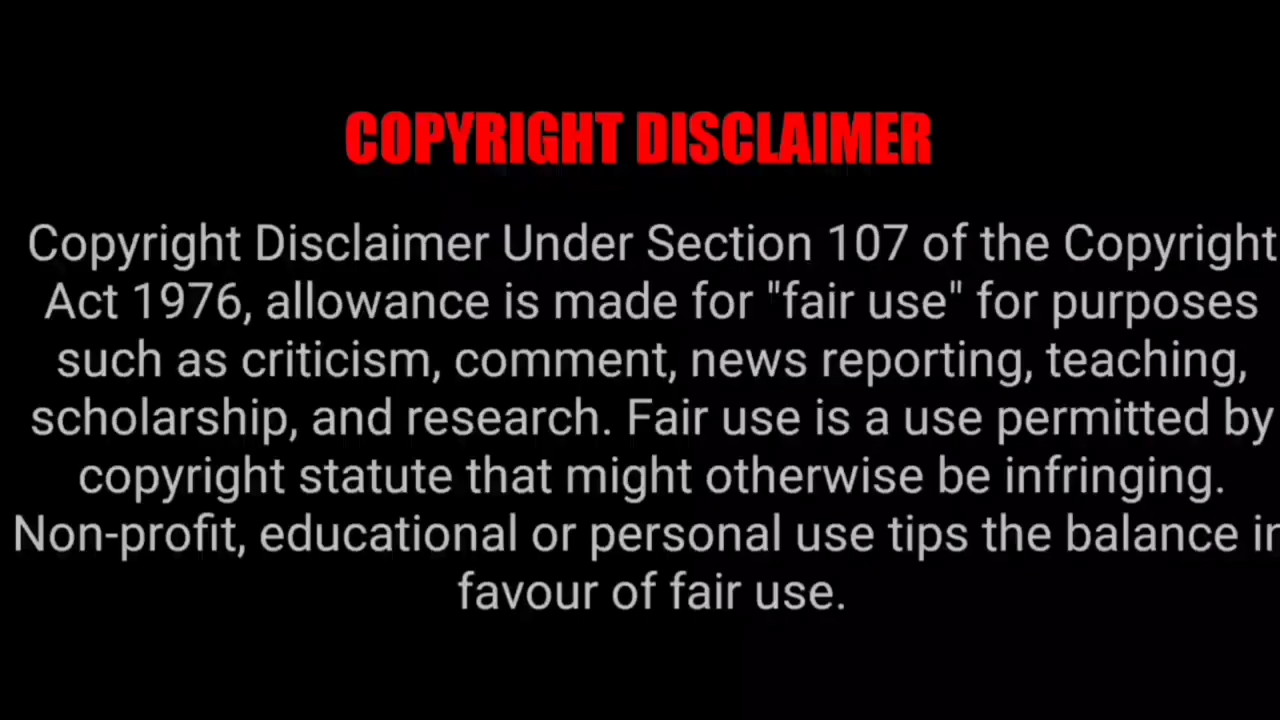 COPYRIGHT DISCLAIMER
Copyright Disclaimer Under Section 107 of the Copyright
Act 1976, allowance is made for "fair use" for purposes
such as criticism, comment, news reporting, teaching,
scholarship, and research. Fair use is a use permitted by
copyright statute that might otherwise be infringing.
Non-profit, educational or personal use tips the balance in
favour of fair use.